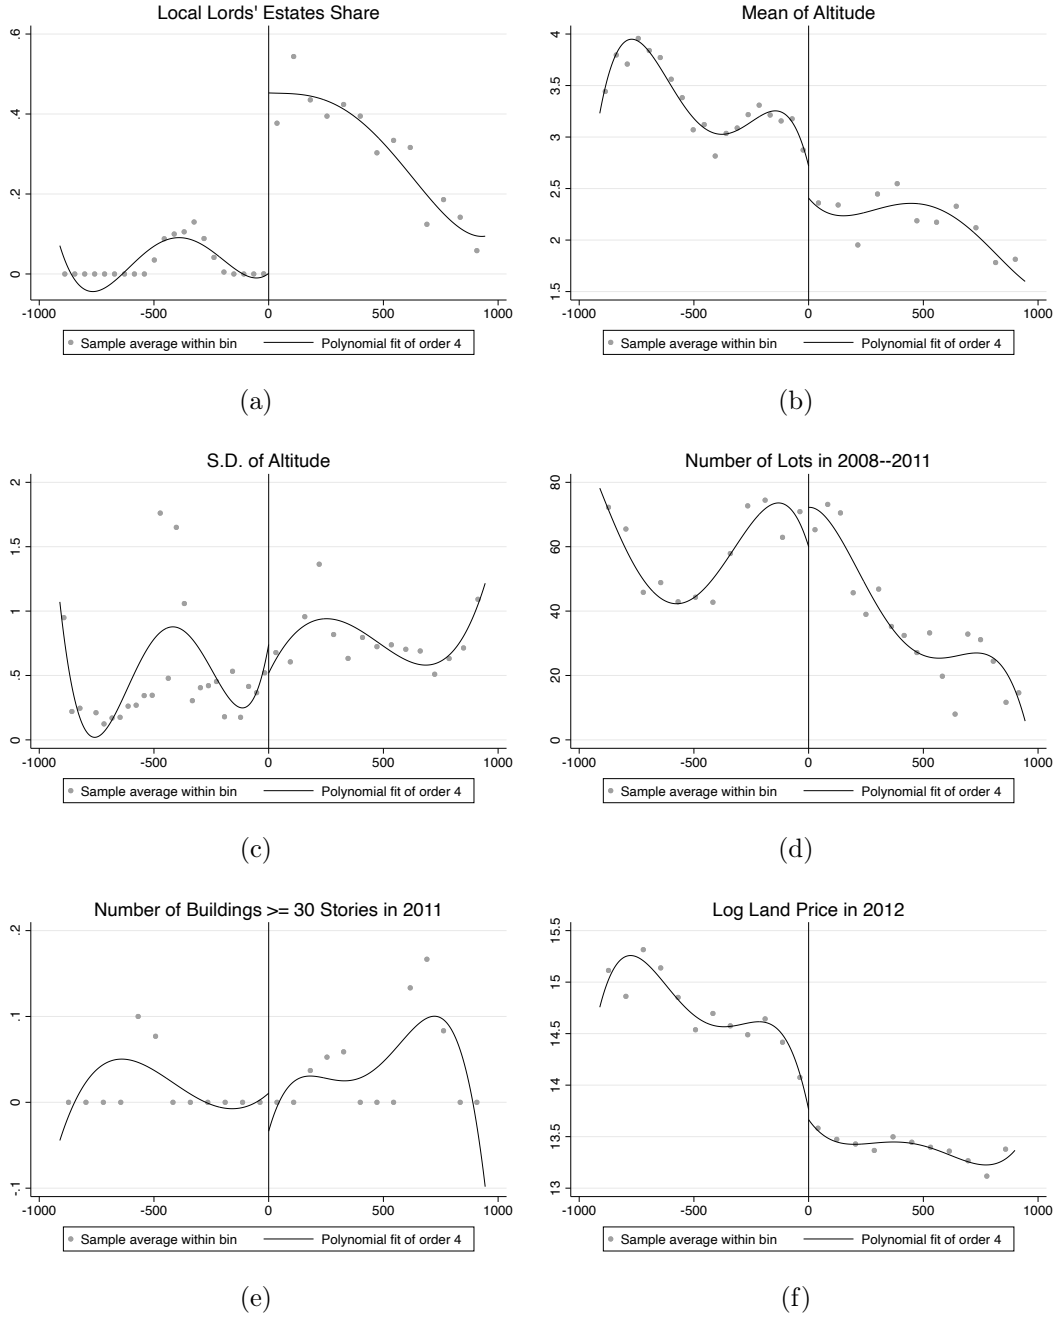 Local Lords' Estates Share
.6
.4
.2
0
-1000 -500 0 500 1000
Sample average within bin Polynomial fit of order 4
(a)
Mean of Altitude
4
3.5
3
2.5
2
1.5
-1000 -500 0 500 1000
Sample average within bin Polynomial fit of order 4
(b)
S.D. of Altitude
2
1.5
1
.5
0
-1000 -500 0 500 1000
Sample average within bin Polynomial fit of order 4
(c)
Number of Lots in 2008--2011
80
60
40
20
0
-1000 -500 0 500 1000
Sample average within bin Polynomial fit of order 4
(d)
Number of Buildings >= 30 Stories in 2011
.2
.1
0
-.1
-1000 -500 0 500 1000
Sample average within bin Polynomial fit of order 4
(e)
Log Land Price in 2012
15.5
15
14.5
14
13.5
13
-1000 -500 0 500 1000
Sample average within bin Polynomial fit of order 4
(f)